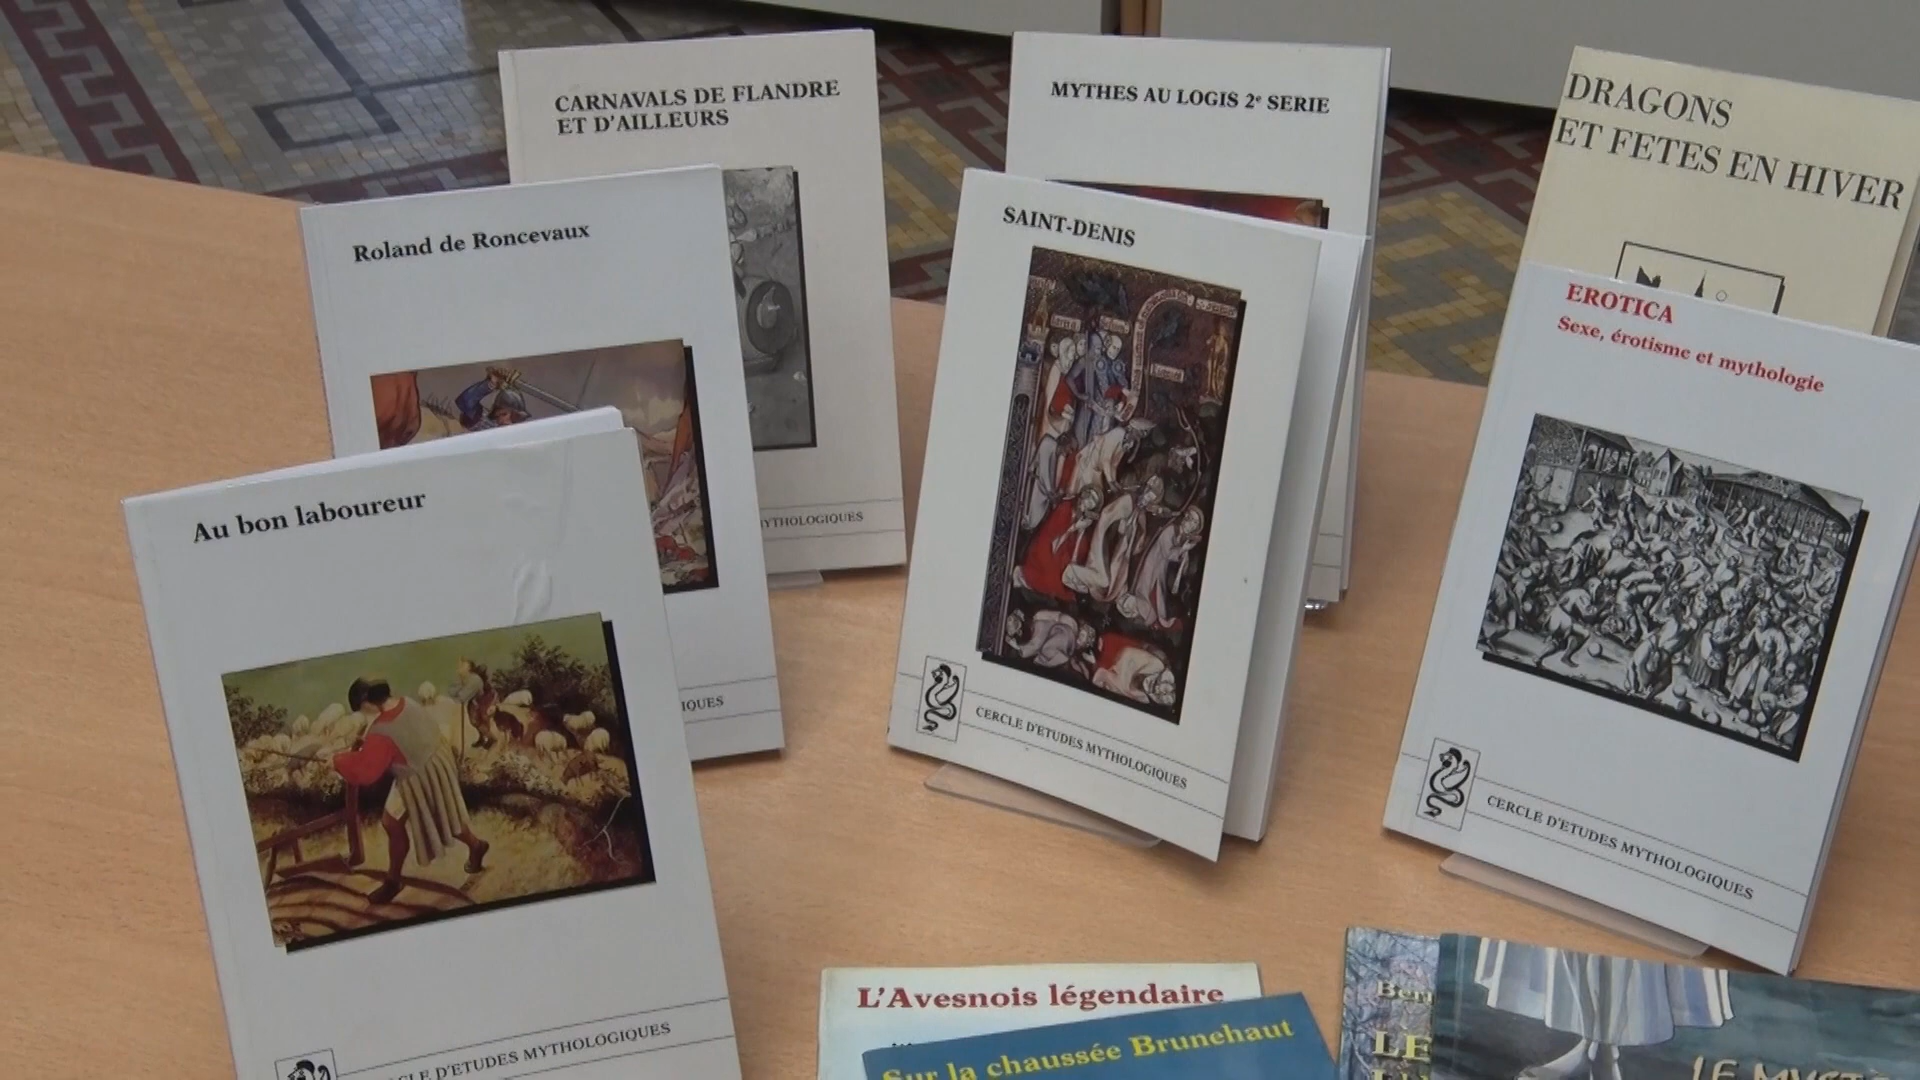 CARNAVALS DE FLANDRE
ET D'AILLEURS
MYTHOLOGIQUES
MYTHES AU LOGIS 2e SERIE
DRAGONS
ET FETES EN HIVER
Roland de Roncevaux
SAINT-DENIS
CERCLE D'ETUDES MYTHOLOGIQUES
EROTICA
Sexe, érotisme et mythologie
CERCLE D'ETUDES MYTHOLOGIQUES
Au bon laboureur
D'ETUDES MYTHOLOGIQUES
L'Avesnois légendaire
Sur la chaussée Brunehaut
LE